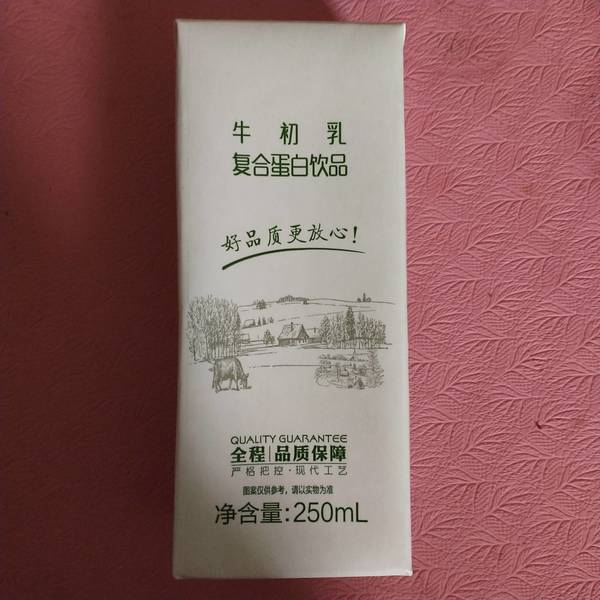 牛初乳
复合蛋白饮品
好品质更放心!
QUALITY GUARANTEE
全程|品质保障
严格把控·现代工艺
图案仅供参考，请以实物为准
净含量:250mL